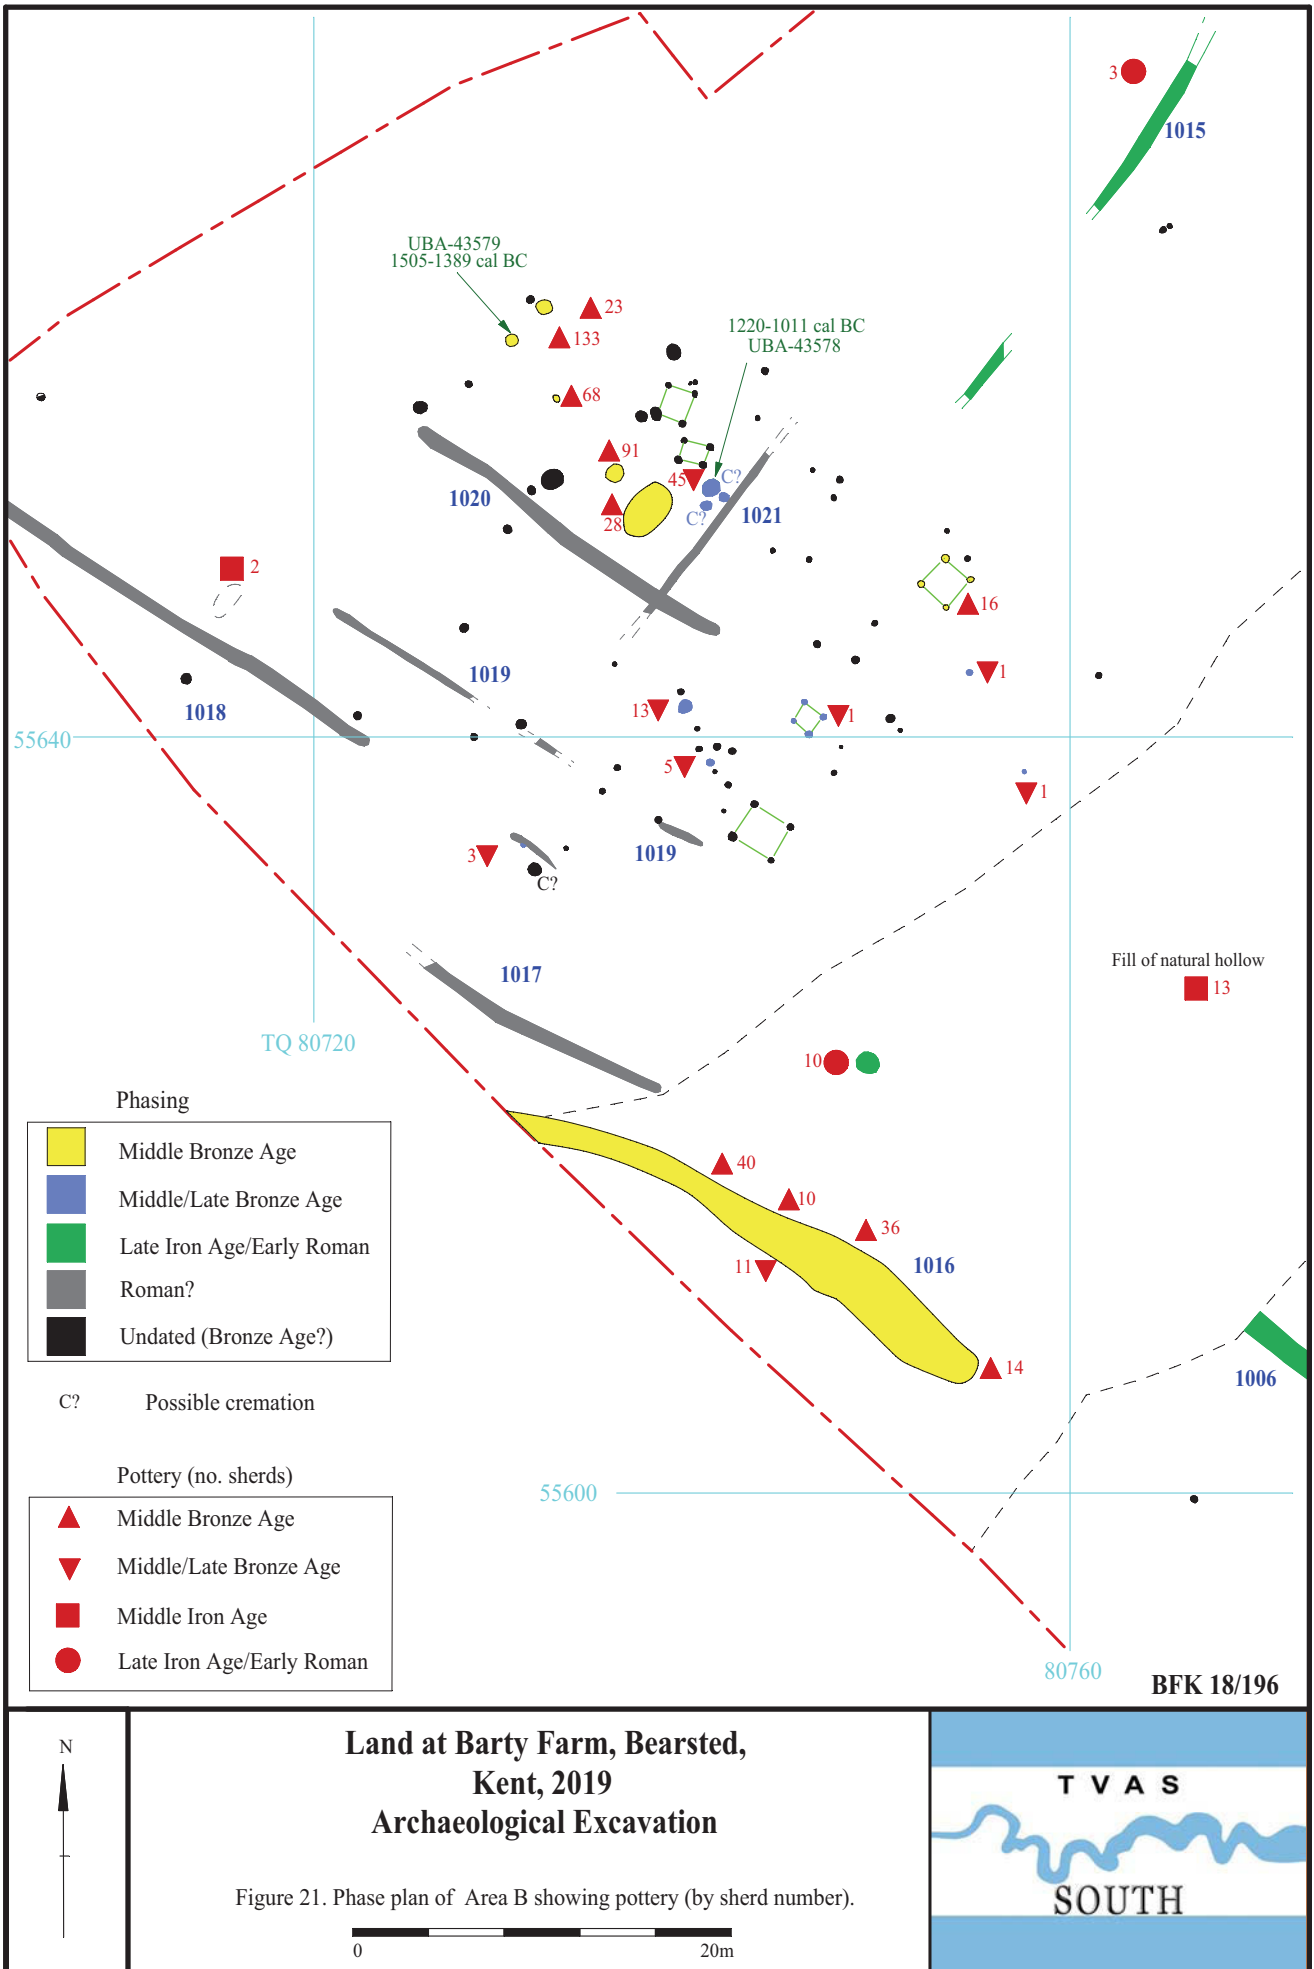 3
1015
UBA-43579
1505-1389 cal BC
23
133
1220-1011 cal BC
UBA-43578
68
91
45
C?
1020
28
C?
1021
2
16
1019
1
1018
13
1
55640
5
1
3
1019
C?
Fill of natural hollow
13
1017
TQ 80720
10
Phasing
Middle Bronze Age
Middle/Late Bronze Age
Late Iron Age/Early Roman
Roman?
Undated (Bronze Age?)
40
10
36
11
1016
14
1006
C? Possible cremation
Pottery (no. sherds)
55600
Middle Bronze Age
Middle/Late Bronze Age
Middle Iron Age
Late Iron Age/Early Roman
80760
BFK 18/196
N
Land at Barty Farm, Bearsted,
Kent, 2019
Archaeological Excavation
Figure 21. Phase plan of Area B showing pottery (by sherd number).
0 20m
TVAS
SOUTH